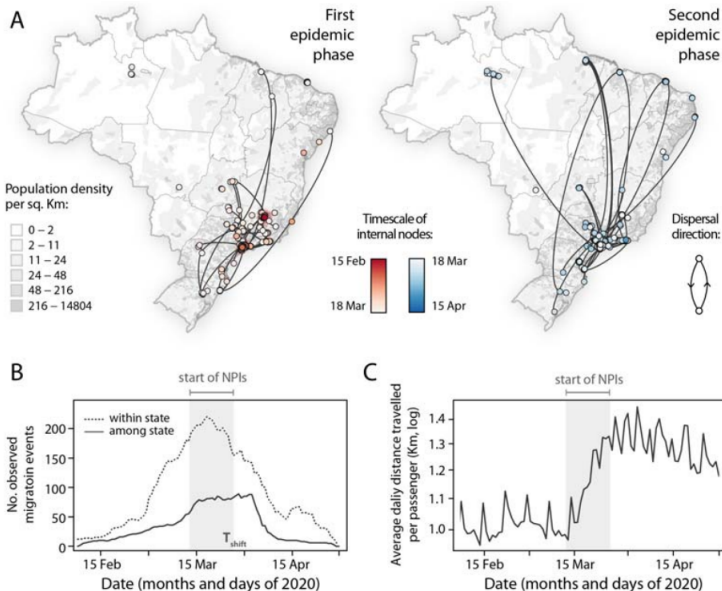 A
First
epidemic
phase
Second
epidemic
phase
Population density
per sq. Km:
0 – 2
2 – 11
11 – 24
24 – 48
48 – 216
216 – 14804
Timescale of
internal nodes:
15 Feb
18 Mar
18 Mar
15 Apr
Dispersal
direction:
B
start of NPIs
within state
among state
No. observed
migratoin events
200
150
100
50
0
T shift
15 Feb
15 Mar
15 Apr
Date (months and days of 2020)
C
start of NPIs
Average daliy distance travelled
per passenger (Km, log)
1.4
1.3
1.2
1.1
1.0
15 Feb
15 Mar
15 Apr
Date (months and days of 2020)